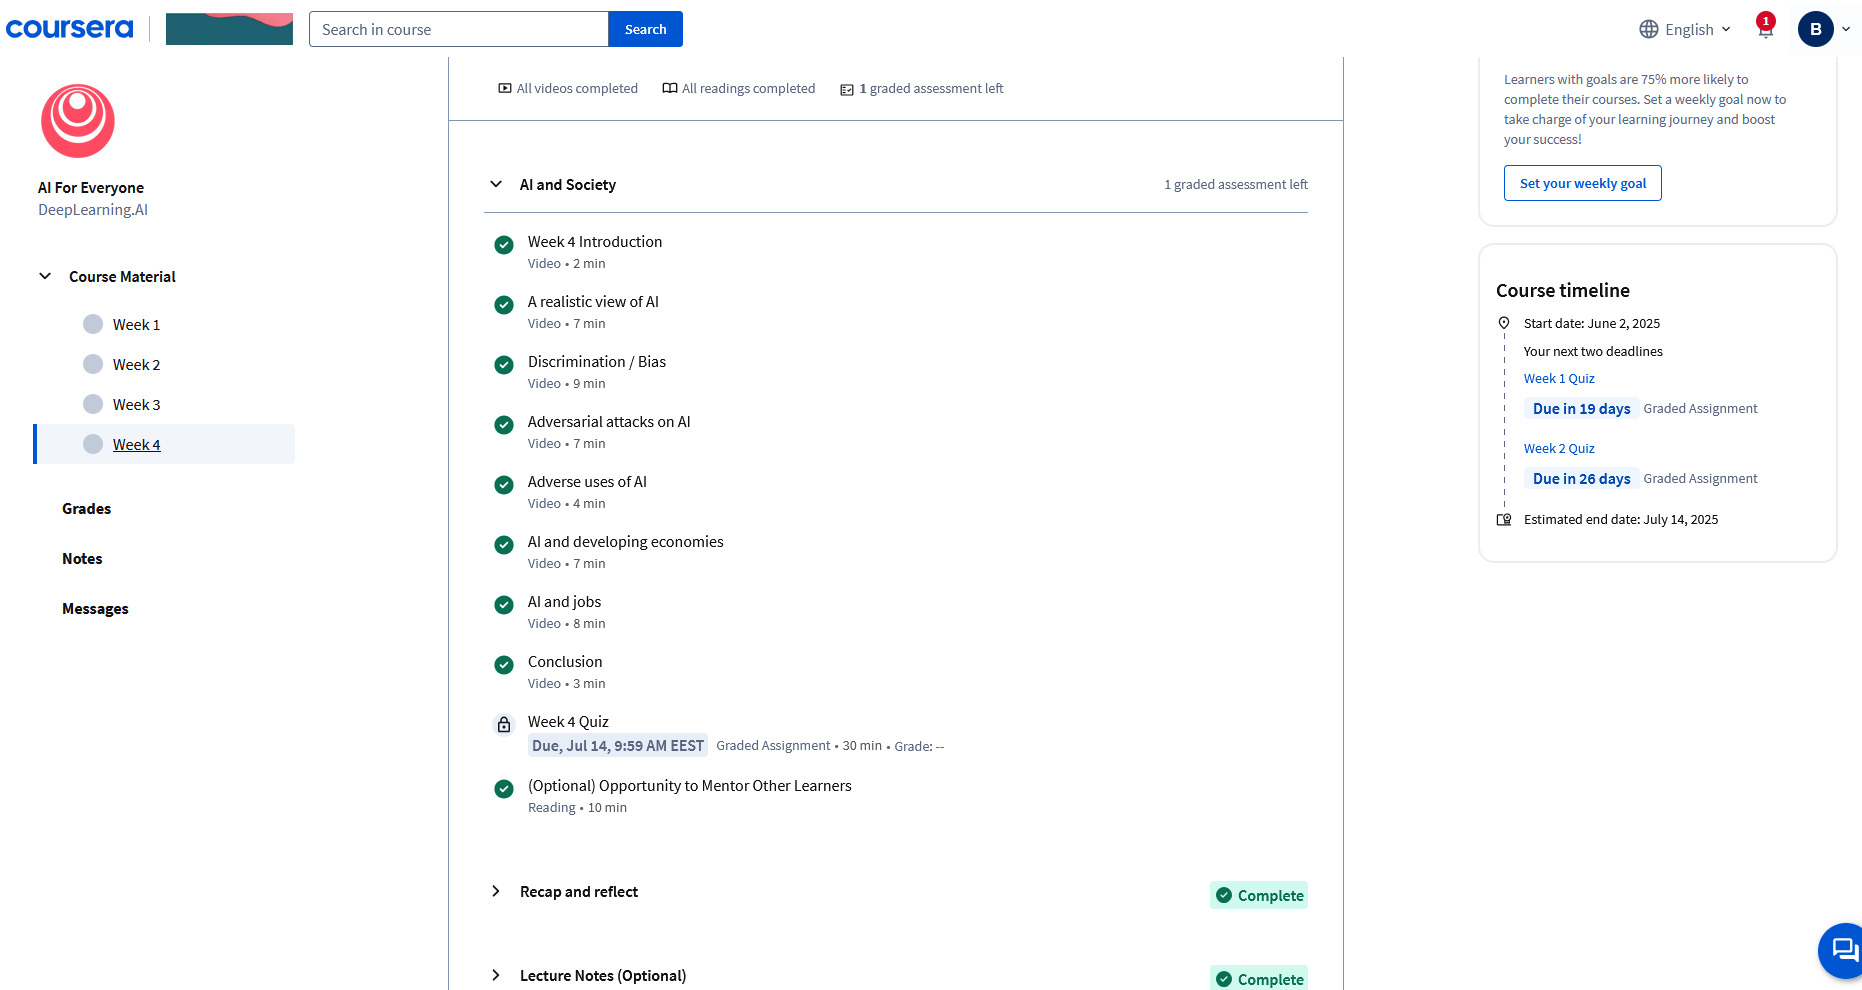 coursera
Search in course
Search
English
1
B
AI For Everyone
DeepLearning.AI
Course Material
Week 1
Week 2
Week 3
Week 4
Grades
Notes
Messages
All videos completed
All readings completed
1 graded assessment left
AI and Society
1 graded assessment left
Week 4 Introduction
Video • 2 min
A realistic view of AI
Video • 7 min
Discrimination / Bias
Video • 9 min
Adversarial attacks on AI
Video • 7 min
Adverse uses of AI
Video • 4 min
AI and developing economies
Video • 7 min
AI and jobs
Video • 8 min
Conclusion
Video • 3 min
Week 4 Quiz
Due, Jul 14, 9:59 AM EEST Graded Assignment • 30 min • Grade: --
(Optional) Opportunity to Mentor Other Learners
Reading • 10 min
Recap and reflect
Complete
Lecture Notes (Optional)
Complete
Learners with goals are 75% more likely to
complete their courses. Set a weekly goal now to
take charge of your learning journey and boost
your success!
Set your weekly goal
Course timeline
Start date: June 2, 2025
Your next two deadlines
Week 1 Quiz
Due in 19 days Graded Assignment
Week 2 Quiz
Due in 26 days Graded Assignment
Estimated end date: July 14, 2025